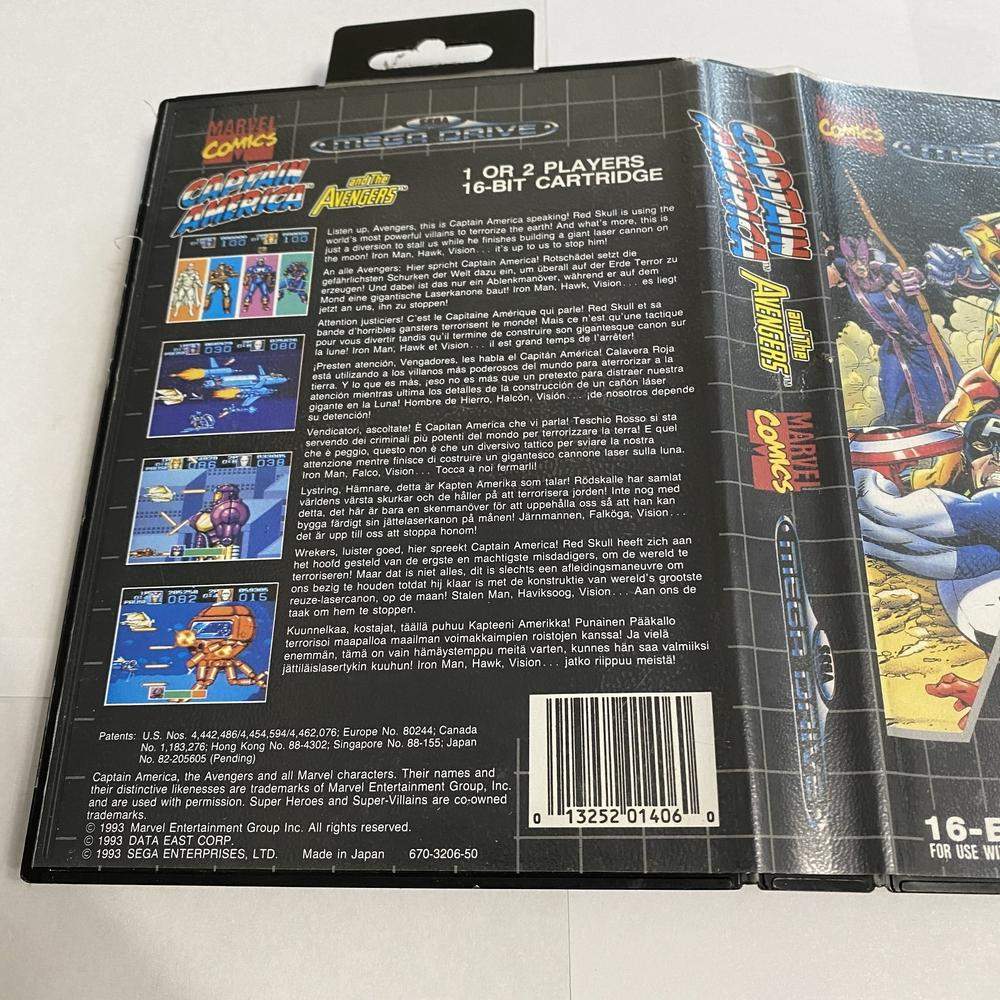 MARVEL
COMICS
SEGA
MEGA DRIVE
CAPTAIN
AMERICA™
and The
AVENGERS™
1 OR 2 PLAYERS
16-BIT CARTRIDGE
Listen up, Avengers, this is Captain America speaking! Red Skull is using the
world's most powerful villains to terrorize the earth! And what's more, this is
just a diversion to stall us while he finishes building a giant laser cannon on
the moon! Iron Man, Hawk, Vision... it's up to us to stop him!
An alle Avengers: Hier spricht Captain America! Rotschädel setzt die
gefährlichsten Schurken der Welt dazu ein, um überall auf der Erde Terror zu
erzeugen! Und dabei ist das nur ein Ablenkmanöver, während er auf dem
Mond eine gigantische Laserkanone baut! Iron Man, Hawk, Vision... es liegt
jetzt an uns, ihn zu stoppen!
Attention justiciers! C'est le Capitaine Amérique qui parle! Red Skull et sa
bande d'horribles gansters terrorisent le monde! Mais ce n'est qu'une tactique
pour vous divertir tandis qu'il termine de construire son gigantesque canon sur
la lune! Iron Man, Hawk et Vision... il est grand temps de l'arrêter!
¡Presten atención, Vengadores, les habla el Capitán América! Calavera Roja
está utilizando a los villanos más poderosos del mundo para aterrorizar a la
tierra. Y lo que es más, ¡eso no es más que un pretexto para distraer nuestra
atención mientras ultima los detalles de la construcción de un cañón láser
gigante en la Luna! Hombre de Hierro, Halcón, Visión... ¡de nosotros depende
su detención!
Vendicatori, ascoltate! È Capitan America che vi parla! Teschio Rosso si sta
servendo dei criminali più potenti del mondo per terrorizzare la terra! E quel
che è peggio, questo non è che un diversivo tattico per sviare la nostra
attenzione mentre finisce di costruire un gigantesco cannone laser sulla luna.
Iron Man, Falco, Vision... Tocca a noi fermarli!
Lystring, Hämnare, detta är Kapten Amerika som talar! Rödskalle har samlat
världens värsta skurkar och de håller på att terrorisera jorden! Inte nog med
detta, det här är bara en skenmanöver för att uppehålla oss så att han kan
bygga färdigt sin jättelaserkanon på månen! Järnmannen, Falköga, Vision...
det är upp till oss att stoppa honom!
Wrekers, luister goed, hier spreekt Captain America! Red Skull heeft zich aan
het hoofd gesteld van de ergste en machtigste misdadigers, om de wereld te
terroriseren! Maar dat is niet alles, dit is slechts een afleidingsmaneuvre om
ons bezig te houden totdat hij klaar is met de konstruktie van wereld's grootste
reuze-lasercanon, op de maan! Stalen Man, Haviksoog, Vision... Aan ons de
taak om hem te stoppen.
Kuunnelkaa, kostajat, täällä puhuu Kapteeni Amerikka! Punainen Pääkallo
terrorisoi maapalloa maailman voimakkaimpien roistojen kanssa! Ja vielä
enemmän, tämä on vain hämäystemppu meitä varten, kunnes hän saa valmiiksi
jättiläislasertykin kuuhun! Iron Man, Hawk, Vision... jatko riippuu meistä!
100
100
030
080
086
038
082
015
Patents: U.S. Nos. 4,442,486/4,454,594/4,462,076; Europe No. 80244; Canada
No. 1,183,276; Hong Kong No. 88-4302; Singapore No. 88-155; Japan
No. 82-205605 (Pending)
Captain America, the Avengers and all Marvel characters. Their names and
their distinctive likenesses are trademarks of Marvel Entertainment Group, Inc.
and are used with permission. Super Heroes and Super-Villains are co-owned
trademarks.
© 1993 Marvel Entertainment Group Inc. All rights reserved.
© 1993 DATA EAST CORP.
© 1993 SEGA ENTERPRISES, LTD. Made in Japan 670-3206-50
0 13252 01406 0
CAPTAIN
AMERICA™
and The
AVENGERS™
MARVEL
COMICS
MEGA DRIVE
SEGA
MARVEL
COMICS
16-B
FOR USE WI